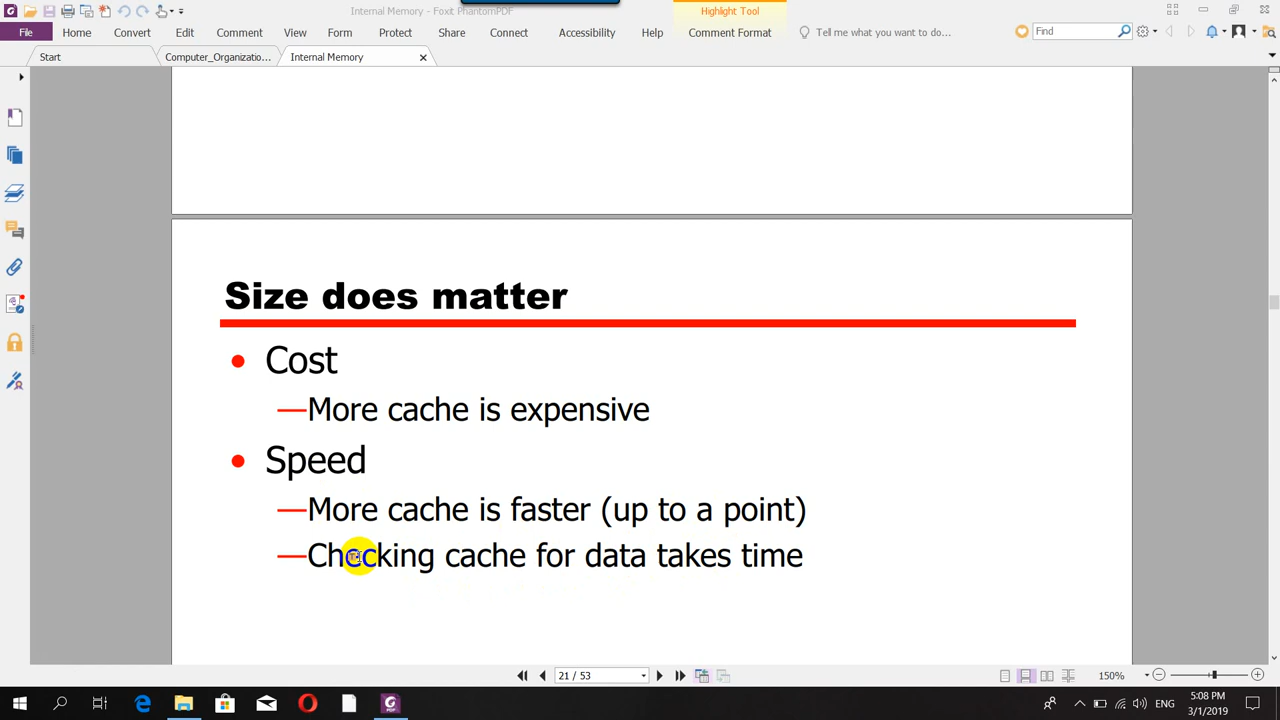 Internal Memory - Foxit PhantomPDF
Highlight Tool
File
Home
Convert
Edit
Comment
View
Form
Protect
Share
Connect
Accessibility
Help
Comment Format
Tell me what you want to do...
Find
Start
Computer_Organizatio...
Internal Memory
Size does matter
Cost
—More cache is expensive
Speed
—More cache is faster (up to a point)
—Checking cache for data takes time
21 / 53
150%
ENG
5:08 PM
3/1/2019